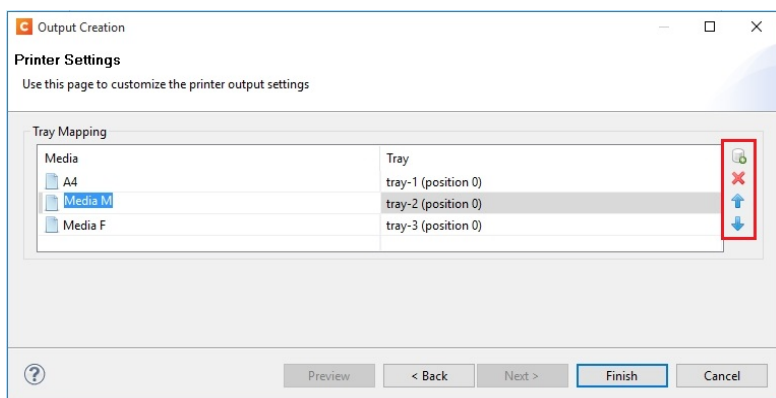 C Output Creation
Printer Settings
Use this page to customize the printer output settings
Tray Mapping
Media Tray
A4 tray-1 (position 0)
Media M tray-2 (position 0)
Media F tray-3 (position 0)
? Preview < Back Next > Finish Cancel